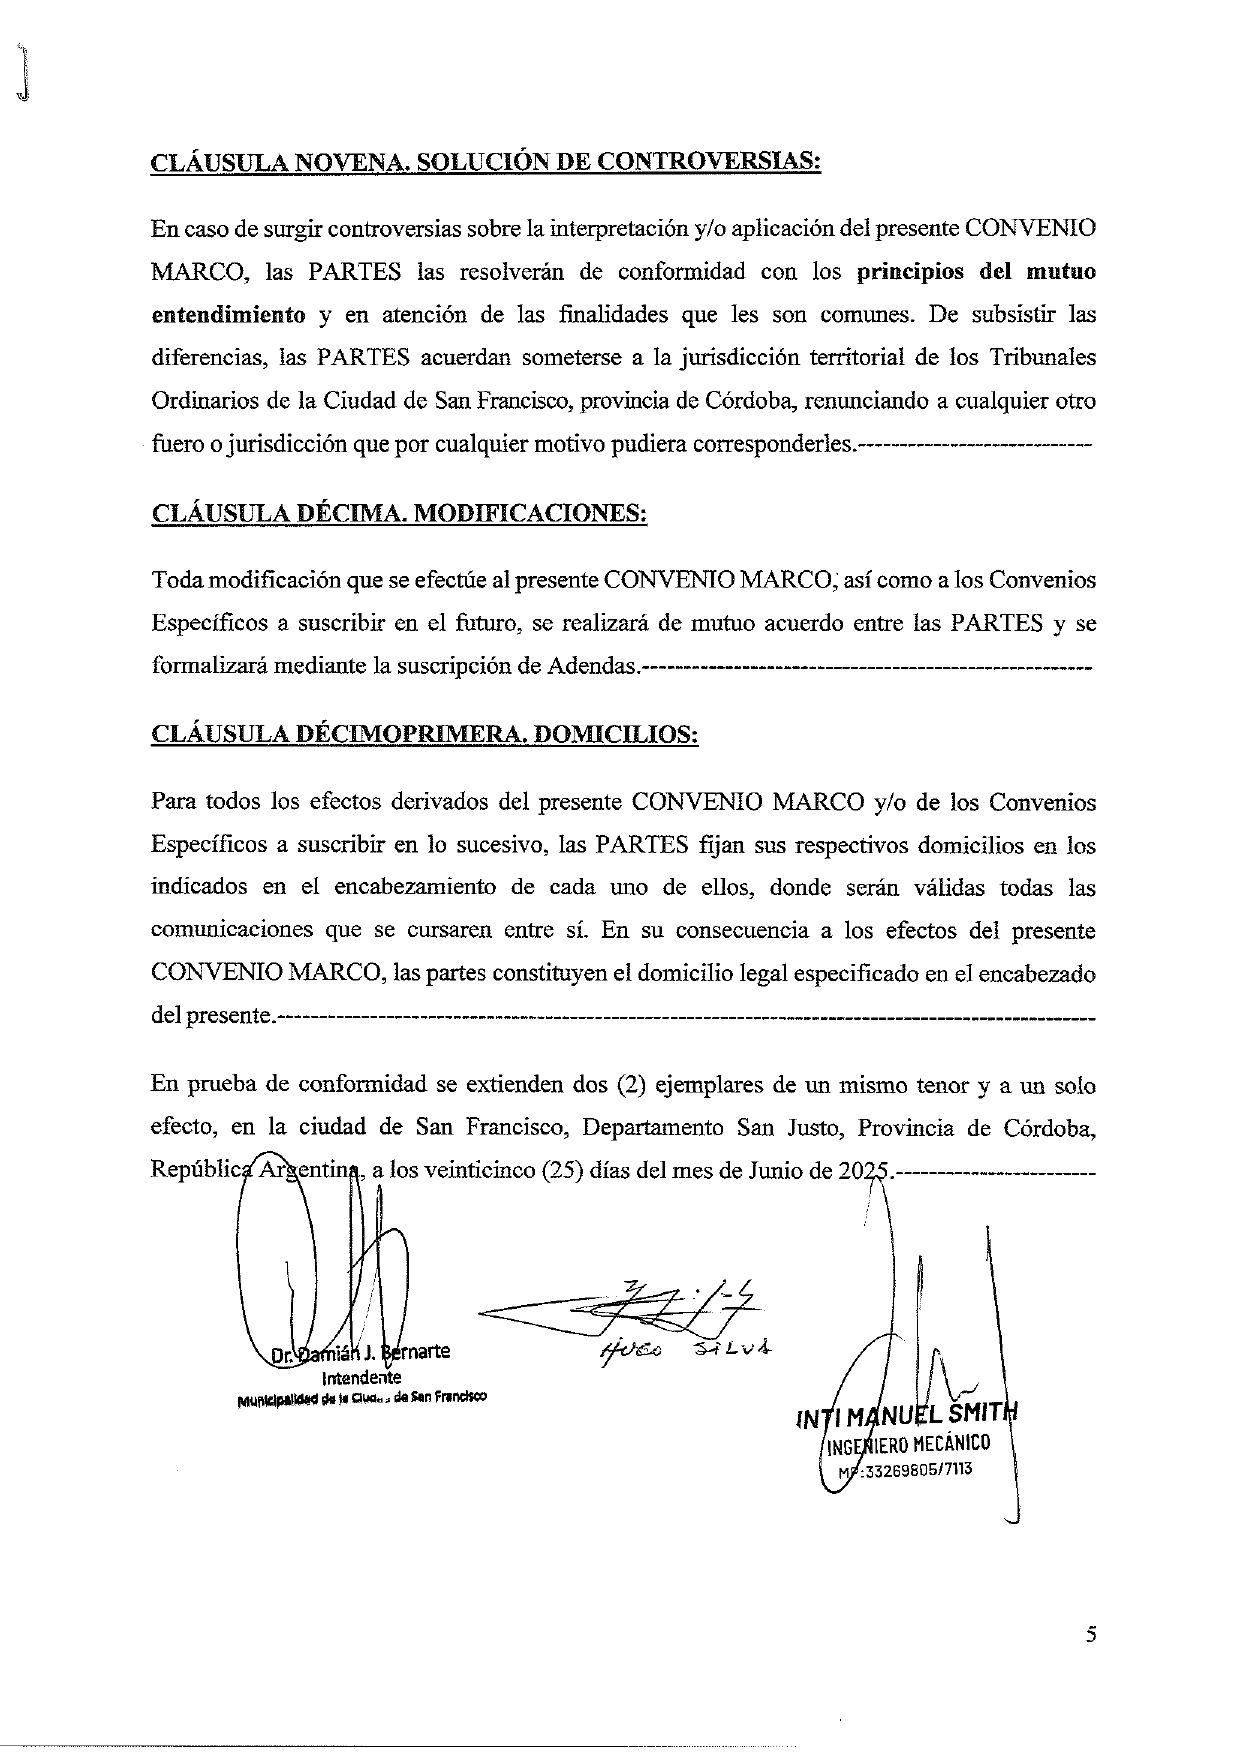 CLÁUSULA NOVENA. SOLUCIÓN DE CONTROVERSIAS:
En caso de surgir controversias sobre la interpretación y/o aplicación del presente CONVENIO
MARCO, las PARTES las resolverán de conformidad con los principios del mutuo
entendimiento y en atención de las finalidades que les son comunes. De subsistir las
diferencias, las PARTES acuerdan someterse a la jurisdicción territorial de los Tribunales
Ordinarios de la Ciudad de San Francisco, provincia de Córdoba, renunciando a cualquier otro
fuero o jurisdicción que por cualquier motivo pudiera corresponderles.----------------------------
CLÁUSULA DÉCIMA. MODIFICACIONES:
Toda modificación que se efectúe al presente CONVENIO MARCO, así como a los Convenios
Específicos a suscribir en el futuro, se realizará de mutuo acuerdo entre las PARTES y se
formalizará mediante la suscripción de Adendas.------------------------------------------------------
CLÁUSULA DÉCIMOPRIMERA. DOMICILIOS:
Para todos los efectos derivados del presente CONVENIO MARCO y/o de los Convenios
Específicos a suscribir en lo sucesivo, las PARTES fijan sus respectivos domicilios en los
indicados en el encabezamiento de cada uno de ellos, donde serán válidas todas las
comunicaciones que se cursaren entre sí. En su consecuencia a los efectos del presente
CONVENIO MARCO, las partes constituyen el domicilio legal especificado en el encabezado
del presente.--------------------------------------------------------------------------------------------------
En prueba de conformidad se extienden dos (2) ejemplares de un mismo tenor y a un solo
efecto, en la ciudad de San Francisco, Departamento San Justo, Provincia de Córdoba,
República Argentina, a los veinticinco (25) días del mes de Junio de 2025.------------------------
Dr. Damián J. Bernarte
Intendente
Municipalidad de la Ciudad de San Francisco
HUGO SILVA
INTI MANUEL SMITH
INGENIERO MECÁNICO
MP:33269805/7113
5